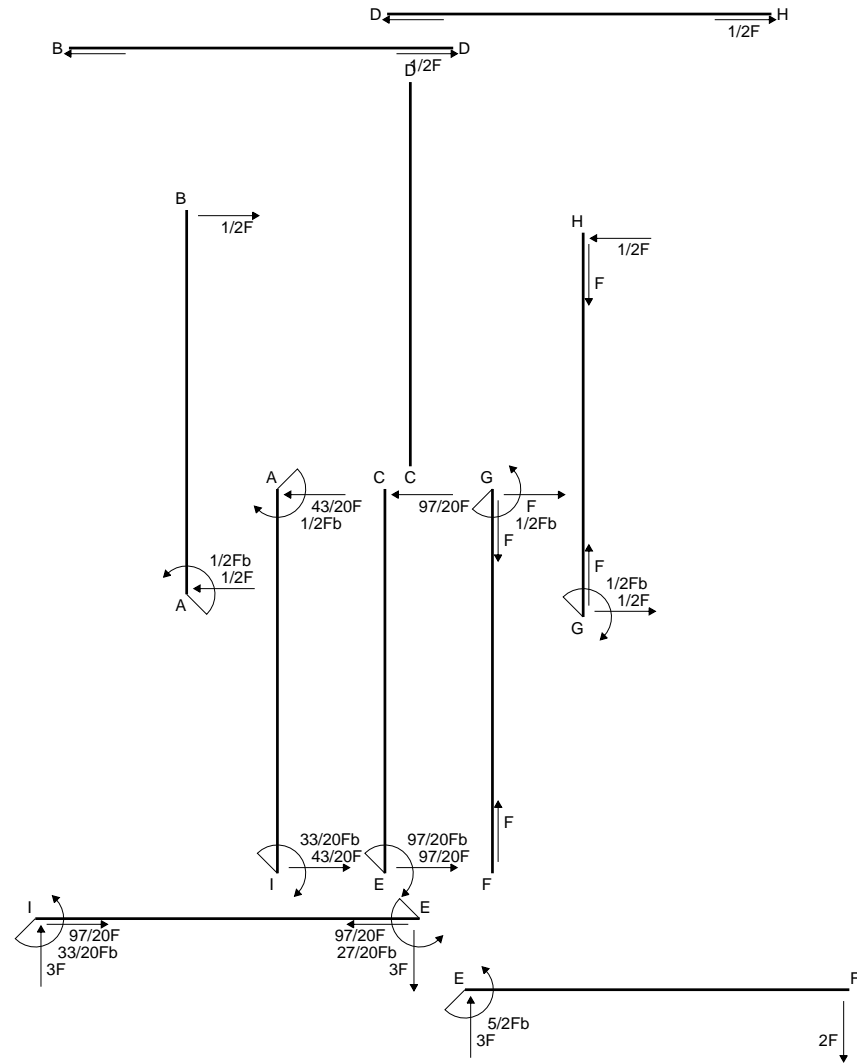 D H
1/2F
B D
1/2F
D
B
1/2F
H
1/2F
F
A C C G
43/20F 97/20F F
1/2Fb 1/2Fb
F
F
1/2Fb 1/2Fb
1/2F 1/2F
A
G
F
33/20Fb 97/20Fb
43/20F 97/20F
I E F
I E
97/20F 97/20F
33/20Fb 27/20Fb
3F 3F
E F
5/2Fb
3F 2F